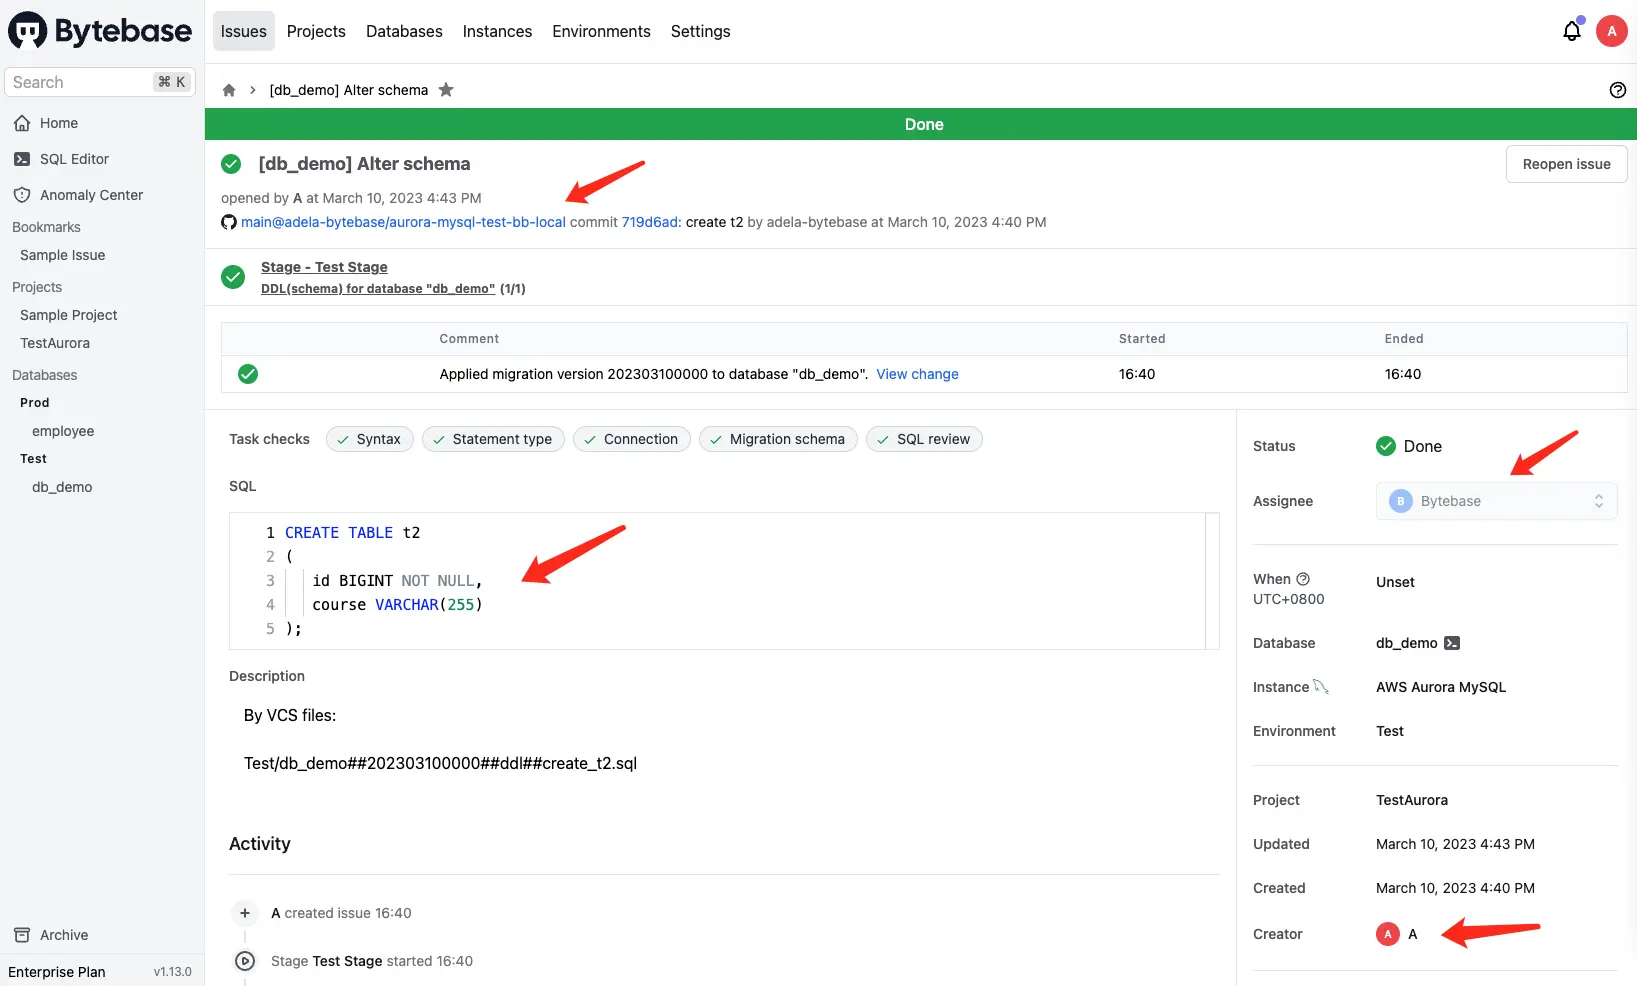 Bytebase
Issues
Projects
Databases
Instances
Environments
Settings
A
Search
⌘ K
Home
SQL Editor
Anomaly Center
Bookmarks
Sample Issue
Projects
Sample Project
TestAurora
Databases
Prod
employee
Test
db_demo
Archive
Enterprise Plan
v1.13.0
[db_demo] Alter schema
Done
[db_demo] Alter schema
Reopen issue
opened by A at March 10, 2023 4:43 PM
main@adela-bytebase/aurora-mysql-test-bb-local commit 719d6ad: create t2 by adela-bytebase at March 10, 2023 4:40 PM
Stage - Test Stage
DDL(schema) for database "db_demo" (1/1)
Comment
Started
Ended
Applied migration version 202303100000 to database "db_demo". View change
16:40
16:40
Task checks
Syntax
Statement type
Connection
Migration schema
SQL review
SQL
1 CREATE TABLE t2
2 (
3 id BIGINT NOT NULL,
4 course VARCHAR(255)
5 );
Description
By VCS files:
Test/db_demo##202303100000##ddl##create_t2.sql
Activity
A created issue 16:40
Stage Test Stage started 16:40
Status
Done
Assignee
B Bytebase
When
UTC+0800
Unset
Database
db_demo
Instance
AWS Aurora MySQL
Environment
Test
Project
TestAurora
Updated
March 10, 2023 4:43 PM
Created
March 10, 2023 4:40 PM
Creator
A A